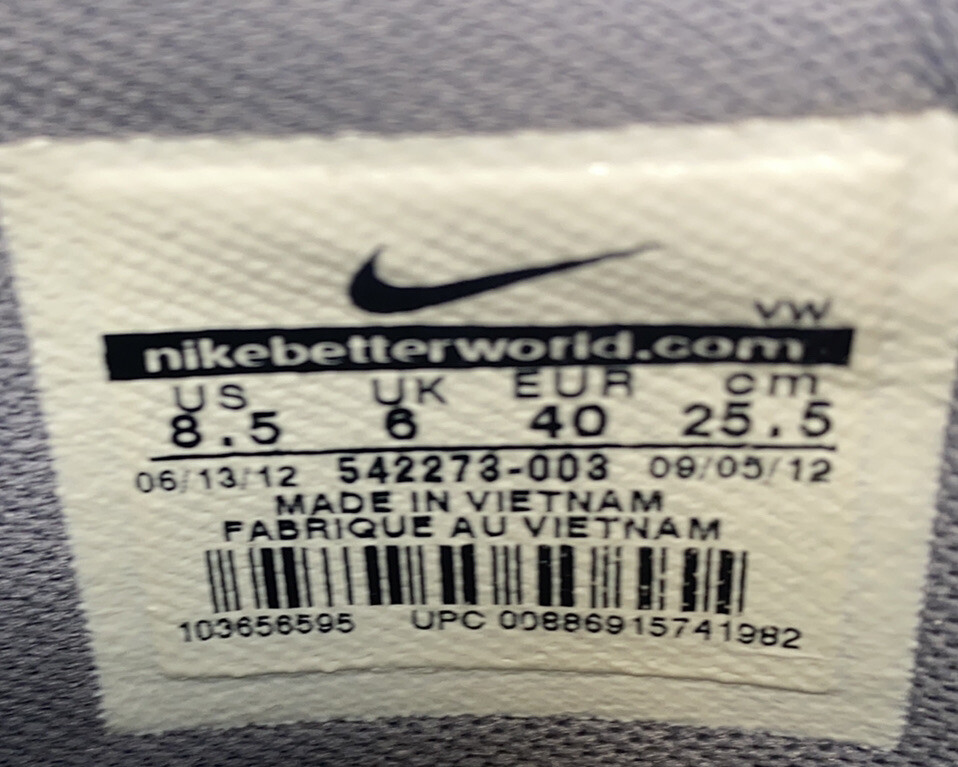 VW
nikebetterworld.com
US UK EUR cm
8.5 6 40 25.5
06/13/12 542273-003 09/05/12
MADE IN VIETNAM
FABRIQUE AU VIETNAM
103656595 UPC 00886915741982